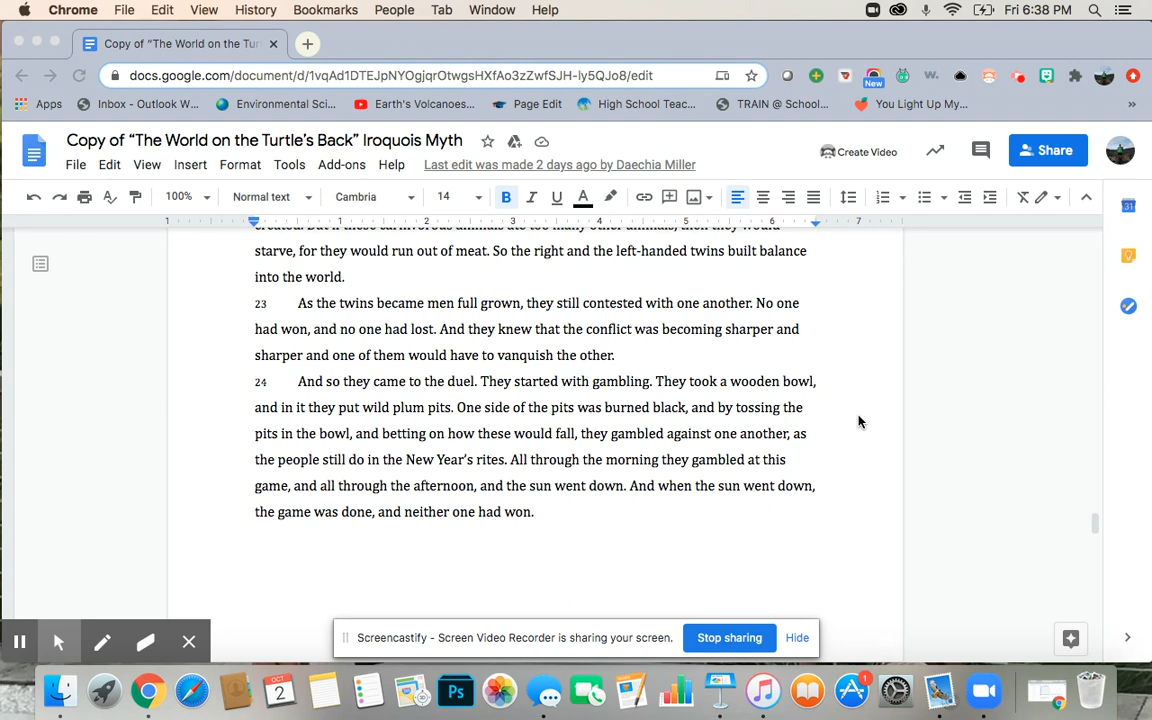 Chrome File Edit View History Bookmarks People Tab Window Help Fri 6:38 PM
Copy of “The World on the Tur
docs.google.com/document/d/1vqAd1DTEJpNYOgjqrOtwgsHXfAo3zZwfSJH-ly5QJo8/edit
New
Apps Inbox - Outlook W... Environmental Sci... Earth's Volcanoes... Page Edit High School Teac... TRAIN @ School... You Light Up My... »
Copy of “The World on the Turtle’s Back” Iroquois Myth
File Edit View Insert Format Tools Add-ons Help Last edit was made 2 days ago by Daechia Miller
Create Video Share
100% Normal text Cambria 14 B I U A
1 1 2 3 4 5 6 7
starve, for they would run out of meat. So the right and the left-handed twins built balance
into the world.
23 As the twins became men full grown, they still contested with one another. No one
had won, and no one had lost. And they knew that the conflict was becoming sharper and
sharper and one of them would have to vanquish the other.
24 And so they came to the duel. They started with gambling. They took a wooden bowl,
and in it they put wild plum pits. One side of the pits was burned black, and by tossing the
pits in the bowl, and betting on how these would fall, they gambled against one another, as
the people still do in the New Year’s rites. All through the morning they gambled at this
game, and all through the afternoon, and the sun went down. And when the sun went down,
the game was done, and neither one had won.
Screencastify - Screen Video Recorder is sharing your screen. Stop sharing Hide
OCT
2
Ps
1